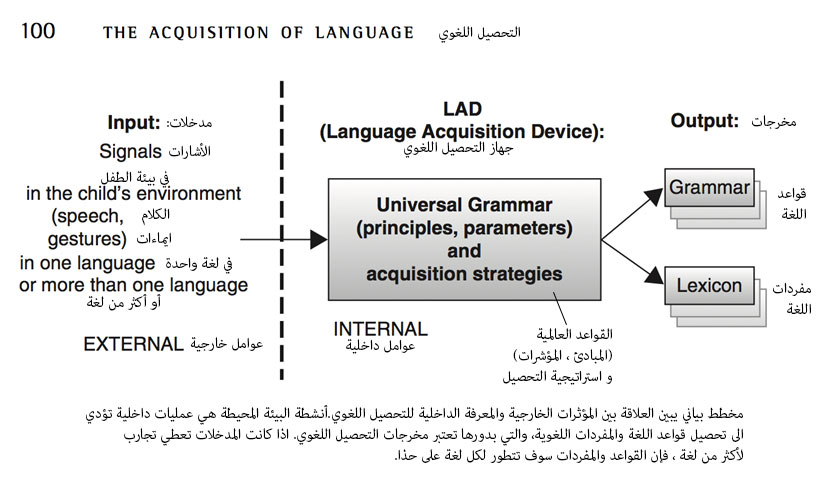 100 THE ACQUISITION OF LANGUAGE التحصيل اللغوي
Input: مدخلات:
Signals الأشارات
في بيئة الطفل
in the child's environment
(speech, الكلام
gestures) ايماءات
in one language في لغة واحدة
or more than one language
أو أكثر من لغة
EXTERNAL عوامل خارجية
LAD
(Language Acquisition Device):
جهاز التحصيل اللغوي
Universal Grammar
(principles, parameters)
and
acquisition strategies
INTERNAL
عوامل داخلية
القواعد العالمية
(المبادئ ، المؤشرات)
و استراتيجية التحصيل
Output: مخرجات
Grammar قواعد
اللغة
Lexicon مفردات
اللغة
مخطط بياني يبين العلاقة بين المؤثرات الخارجية والمعرفة الداخلية للتحصيل اللغوي.أنشطة البيئة المحيطة هي عمليات داخلية تؤدي
الى تحصيل قواعد اللغة والمفردات اللغوية، والتي بدورها تعتبر مخرجات التحصيل اللغوي. اذا كانت المدخلات تعطي تجارب
لأكثر من لغة ، فإن القواعد والمفردات سوف تتطور لكل لغة على حذا.